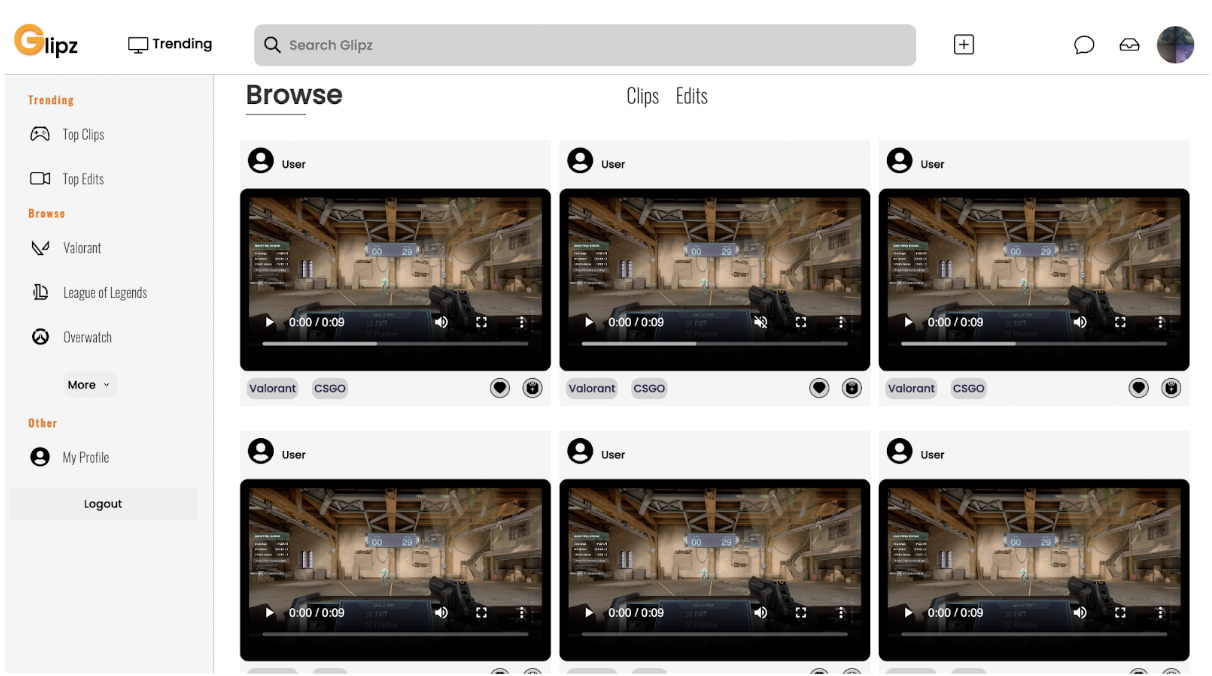 Glipz
Trending
Search Glipz
Trending
Top Clips
Top Edits
Browse
Valorant
League of Legends
Overwatch
More
Other
My Profile
Logout
Browse
Clips Edits
User
User
User
00 29
00 29
00 29
0:00 / 0:09
0:00 / 0:09
0:00 / 0:09
Valorant CSGO
Valorant CSGO
Valorant CSGO
User
User
User
00 29
00 29
00 29
0:00 / 0:09
0:00 / 0:09
0:00 / 0:09